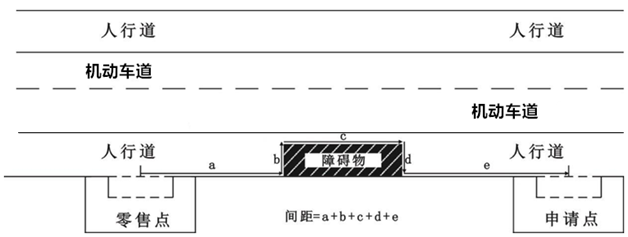 人行道 人行道
机动车道
机动车道
c
人行道 a b 障碍物 d e 人行道
零售点 间距=a+b+c+d+e 申请点